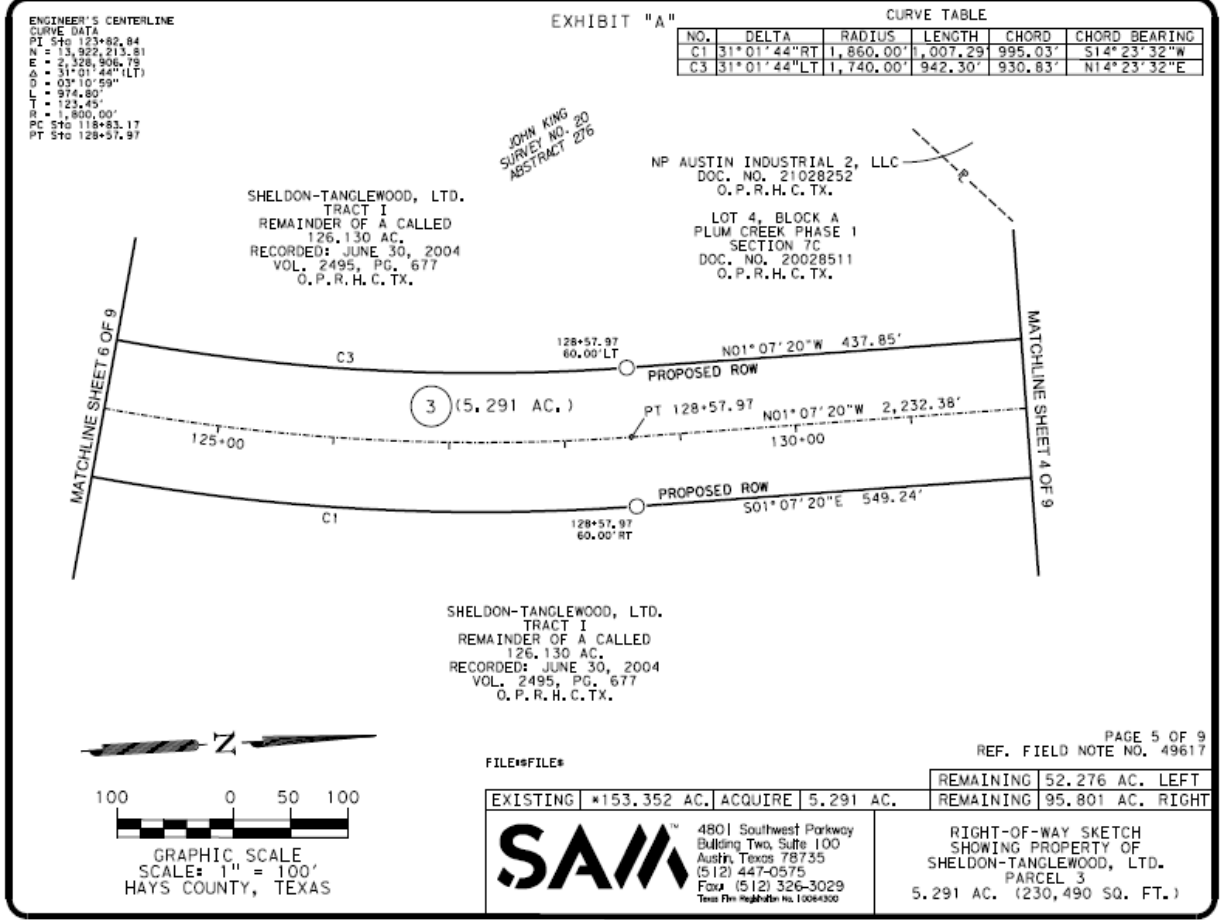 ENGINEER'S CENTERLINE
CURVE DATA
PI Sta 123+82.84
N = 13,922,213.81
E = 2,328,906.79
Δ = 31°01'44"(LT)
D = 03°10'59"
L = 974.80'
T = 123.45'
R = 1,800.00'
PC Sta 118+83.17
PT Sta 128+57.97
EXHIBIT "A"
CURVE TABLE
NO. DELTA RADIUS LENGTH CHORD CHORD BEARING
C1 31°01'44"RT 1,860.00' 1,007.29' 995.03' S14°23'32"W
C3 31°01'44"LT 1,740.00' 942.30' 930.83' N14°23'32"E
JOHN KING
SURVEY NO. 20
ABSTRACT 276
NP AUSTIN INDUSTRIAL 2, LLC
DOC. NO. 21028252
O.P.R.H.C.TX.
LOT 4, BLOCK A
PLUM CREEK PHASE 1
SECTION 7C
DOC. NO. 20028511
O.P.R.H.C.TX.
PL
SHELDON-TANGLEWOOD, LTD.
TRACT I
REMAINDER OF A CALLED
126.130 AC.
RECORDED: JUNE 30, 2004
VOL. 2495, PG. 677
O.P.R.H.C.TX.
MATCHLINE SHEET 6 OF 9
MATCHLINE SHEET 4 OF 9
C3
128+57.97
60.00'LT
N01°07'20"W 437.85'
PROPOSED ROW
3 (5.291 AC.)
PT 128+57.97
N01°07'20"W 2,232.38'
125+00
130+00
PROPOSED ROW
S01°07'20"E 549.24'
C1
128+57.97
60.00'RT
SHELDON-TANGLEWOOD, LTD.
TRACT I
REMAINDER OF A CALLED
126.130 AC.
RECORDED: JUNE 30, 2004
VOL. 2495, PG. 677
O.P.R.H.C.TX.
N
100 0 50 100
GRAPHIC SCALE
SCALE: 1" = 100'
HAYS COUNTY, TEXAS
FILE:$FILE$
PAGE 5 OF 9
REF. FIELD NOTE NO. 49617
REMAINING 52.276 AC. LEFT
EXISTING *153.352 AC. ACQUIRE 5.291 AC. REMAINING 95.801 AC. RIGHT
SAM™
4801 Southwest Parkway
Building Two, Suite 100
Austin, Texas 78735
(512) 447-0575
Fax: (512) 326-3029
Texas Firm Registration No. 10064300
RIGHT-OF-WAY SKETCH
SHOWING PROPERTY OF
SHELDON-TANGLEWOOD, LTD.
PARCEL 3
5.291 AC. (230,490 SQ. FT.)